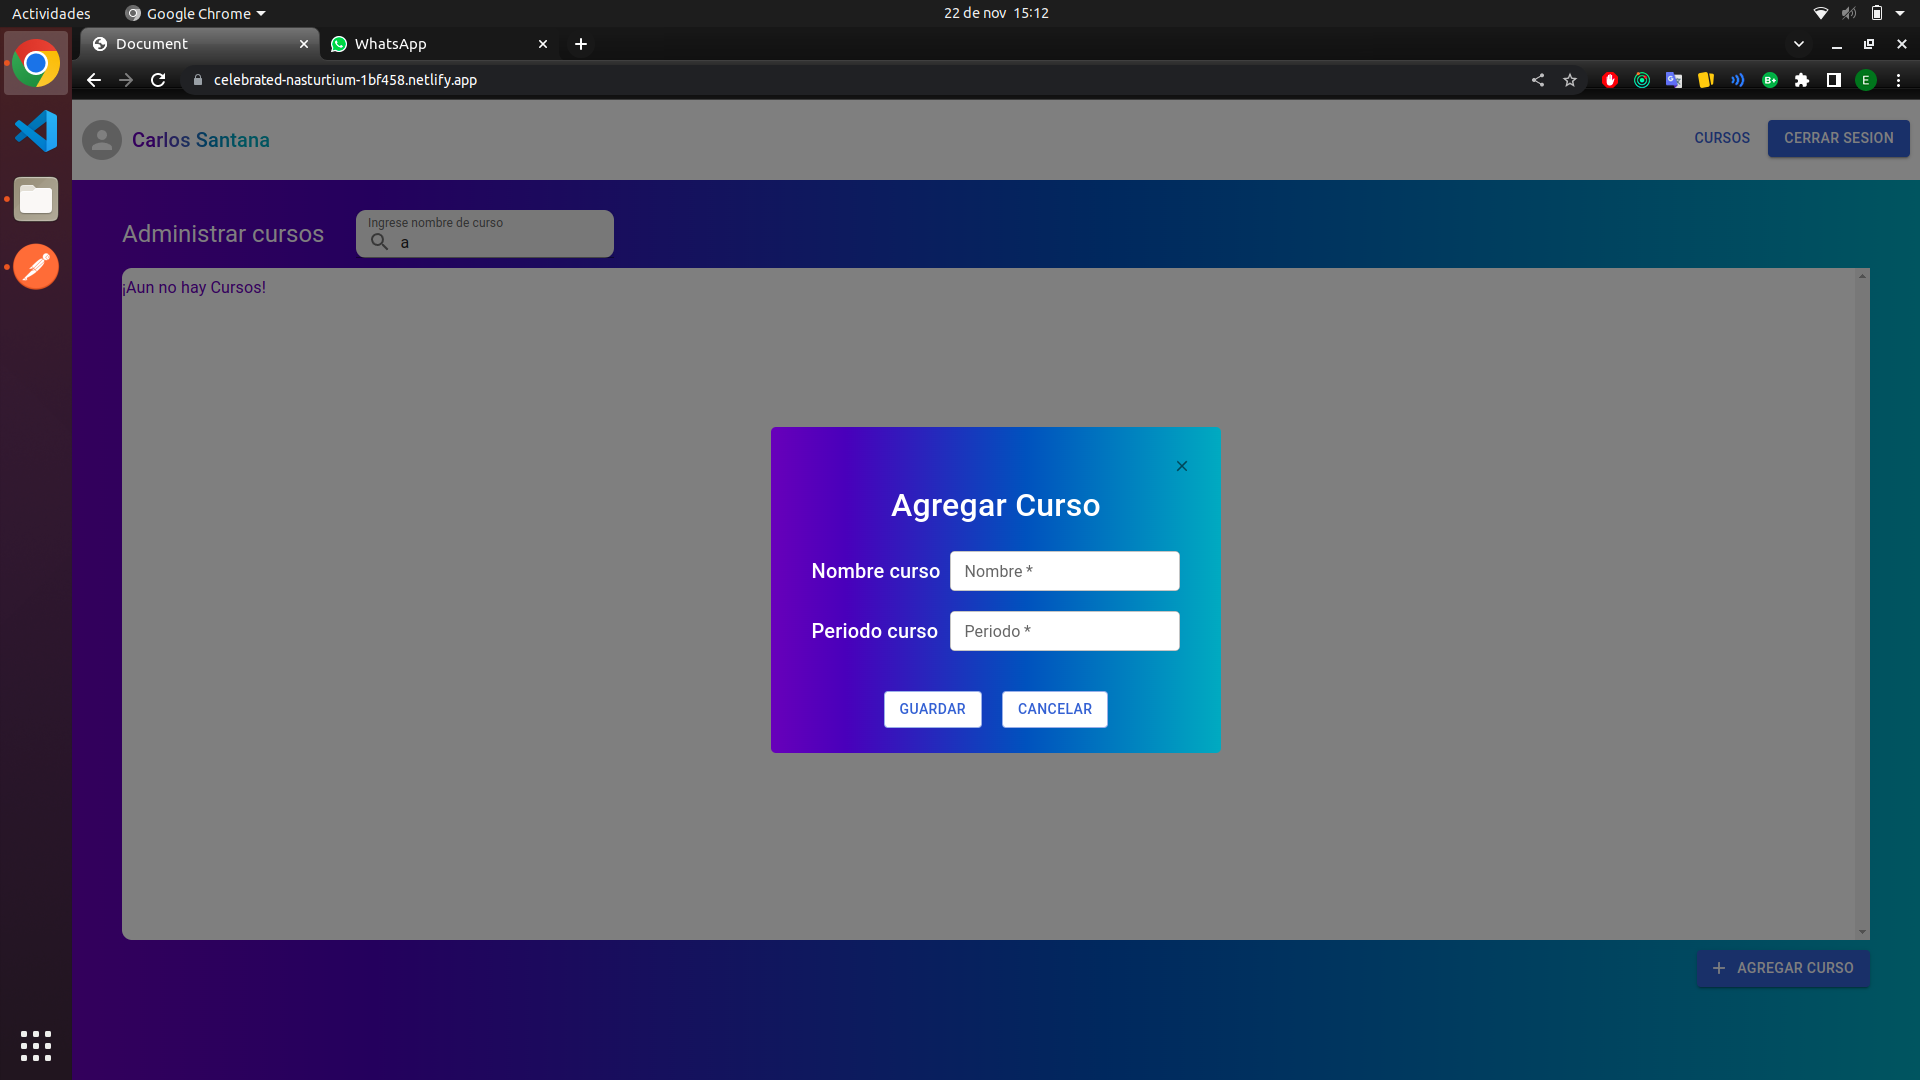 Actividades
Google Chrome
22 de nov 15:12
Document
WhatsApp
celebrated-nasturtium-1bf458.netlify.app
E
Carlos Santana
CURSOS
CERRAR SESION
Administrar cursos
Ingrese nombre de curso
a
¡Aun no hay Cursos!
Agregar Curso
Nombre curso
Nombre *
Periodo curso
Periodo *
GUARDAR
CANCELAR
AGREGAR CURSO